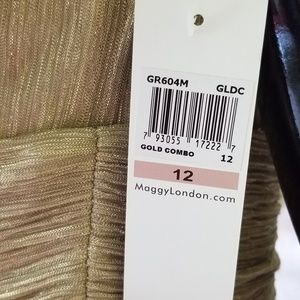 GR604M GLDC
7 93055 17222 7
GOLD COMBO 12
12
MaggyLondon.com